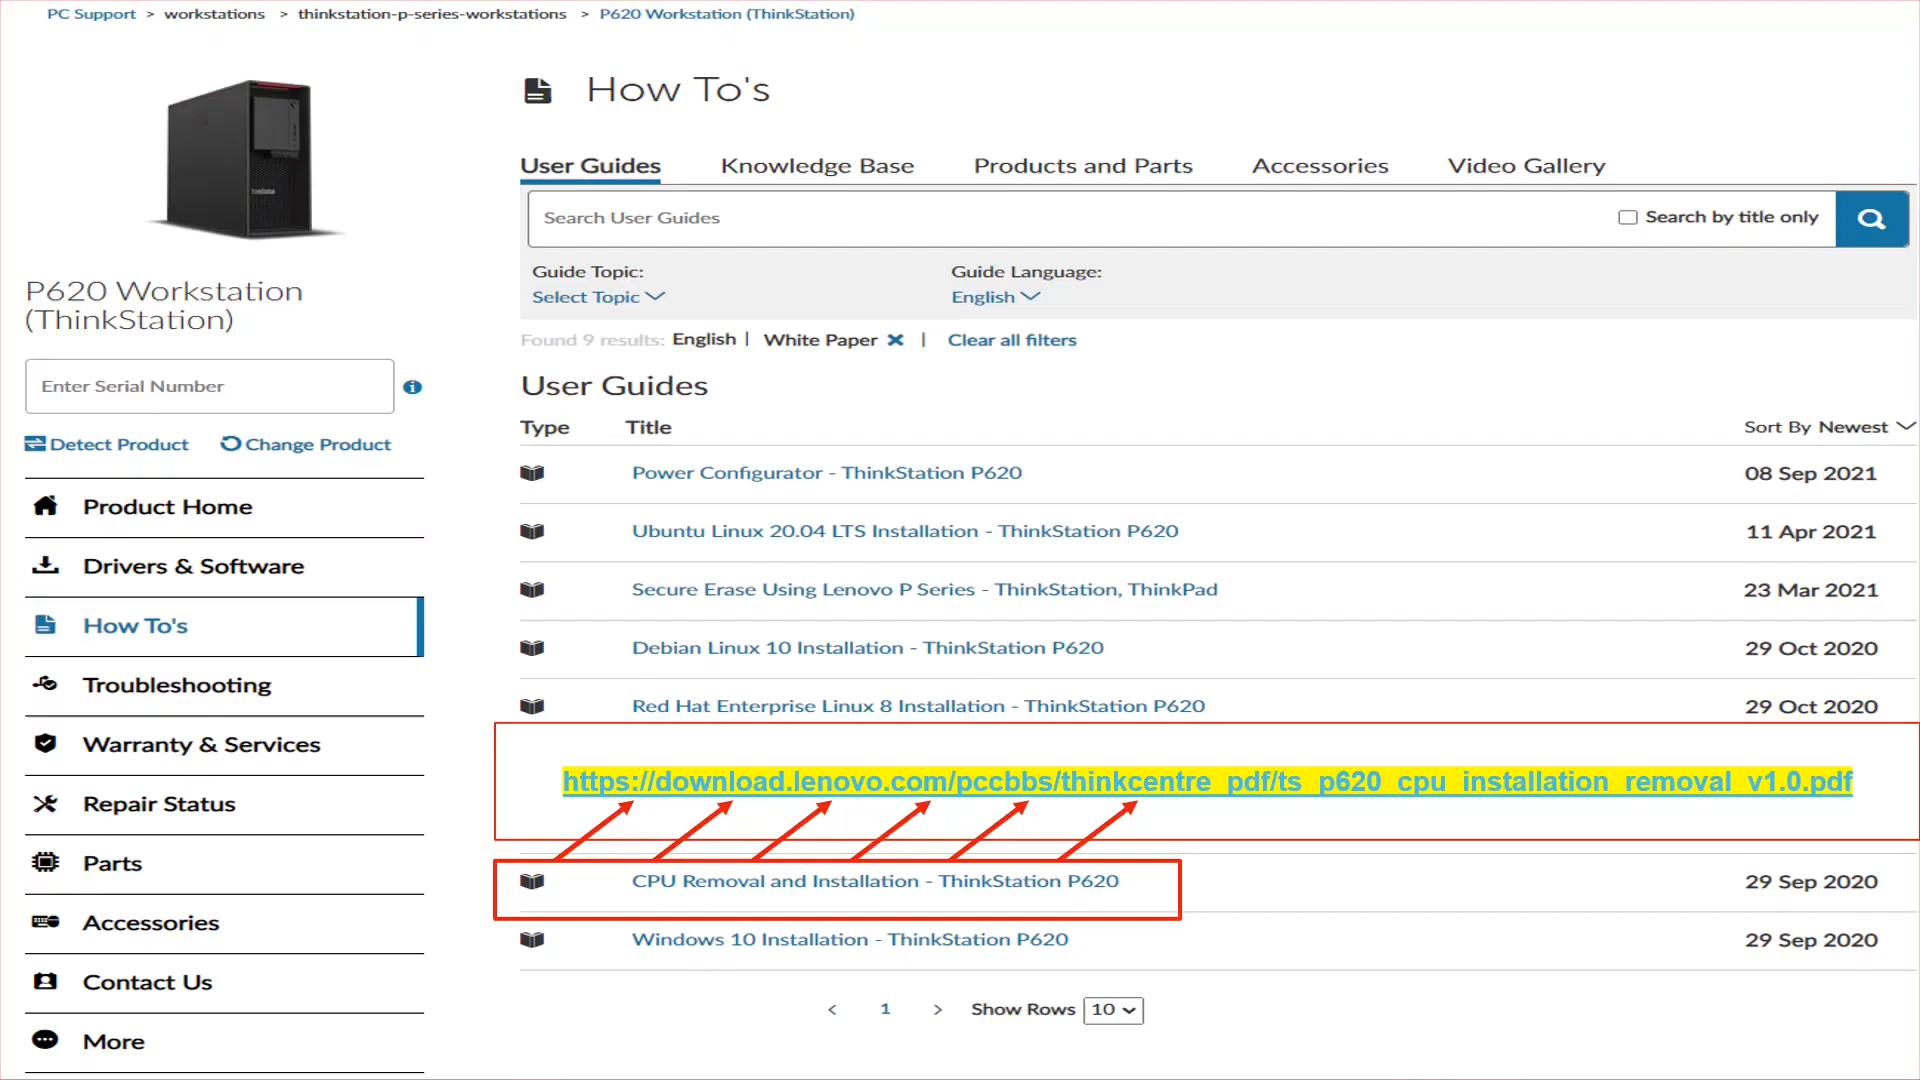 PC Support > workstations > thinkstation-p-series-workstations > P620 Workstation (ThinkStation)
How To's
User Guides Knowledge Base Products and Parts Accessories Video Gallery
Search User Guides Search by title only
Guide Topic: Guide Language:
Select Topic English
Found 9 results: English | White Paper ✕ | Clear all filters
P620 Workstation
(ThinkStation)
Enter Serial Number
Detect Product Change Product
Product Home
Drivers & Software
How To's
Troubleshooting
Warranty & Services
Repair Status
Parts
Accessories
Contact Us
More
User Guides
Type Title Sort By Newest
Power Configurator - ThinkStation P620 08 Sep 2021
Ubuntu Linux 20.04 LTS Installation - ThinkStation P620 11 Apr 2021
Secure Erase Using Lenovo P Series - ThinkStation, ThinkPad 23 Mar 2021
Debian Linux 10 Installation - ThinkStation P620 29 Oct 2020
Red Hat Enterprise Linux 8 Installation - ThinkStation P620 29 Oct 2020
https://download.lenovo.com/pccbbs/thinkcentre_pdf/ts_p620_cpu_installation_removal_v1.0.pdf
CPU Removal and Installation - ThinkStation P620 29 Sep 2020
Windows 10 Installation - ThinkStation P620 29 Sep 2020
< 1 > Show Rows 10